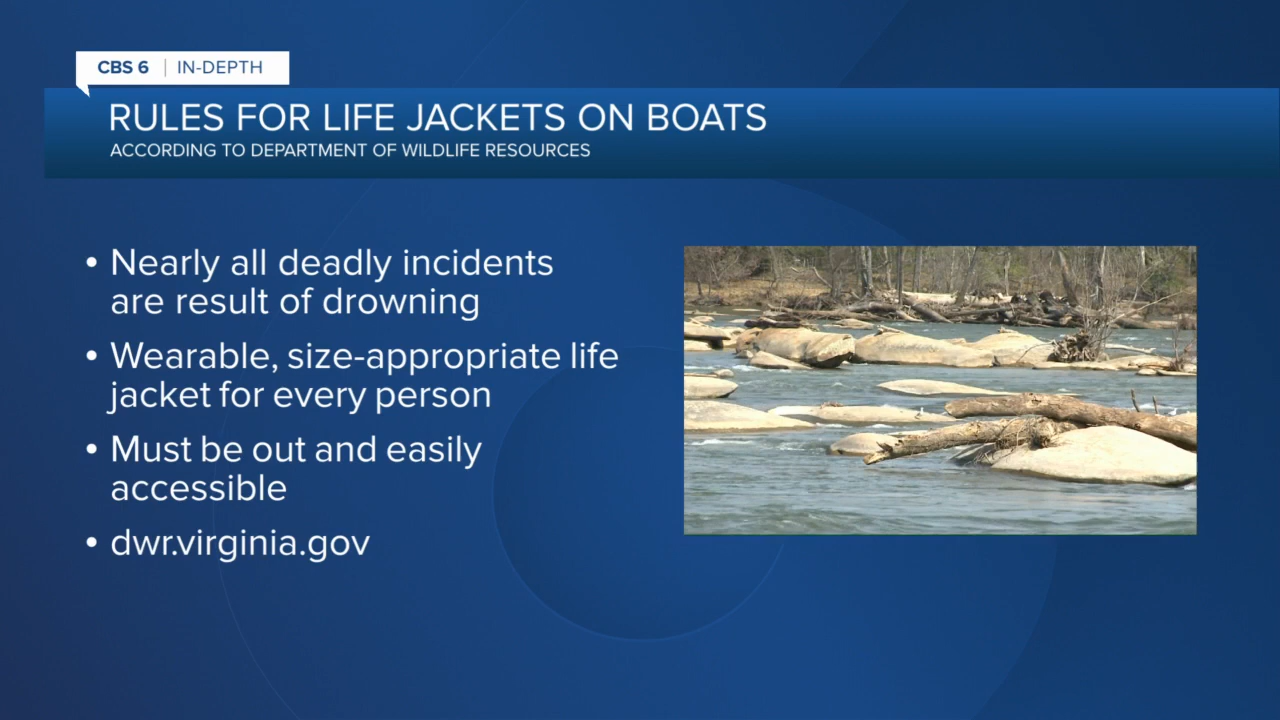 CBS 6 | IN-DEPTH
RULES FOR LIFE JACKETS ON BOATS
ACCORDING TO DEPARTMENT OF WILDLIFE RESOURCES
• Nearly all deadly incidents
are result of drowning
• Wearable, size-appropriate life
jacket for every person
• Must be out and easily
accessible
• dwr.virginia.gov